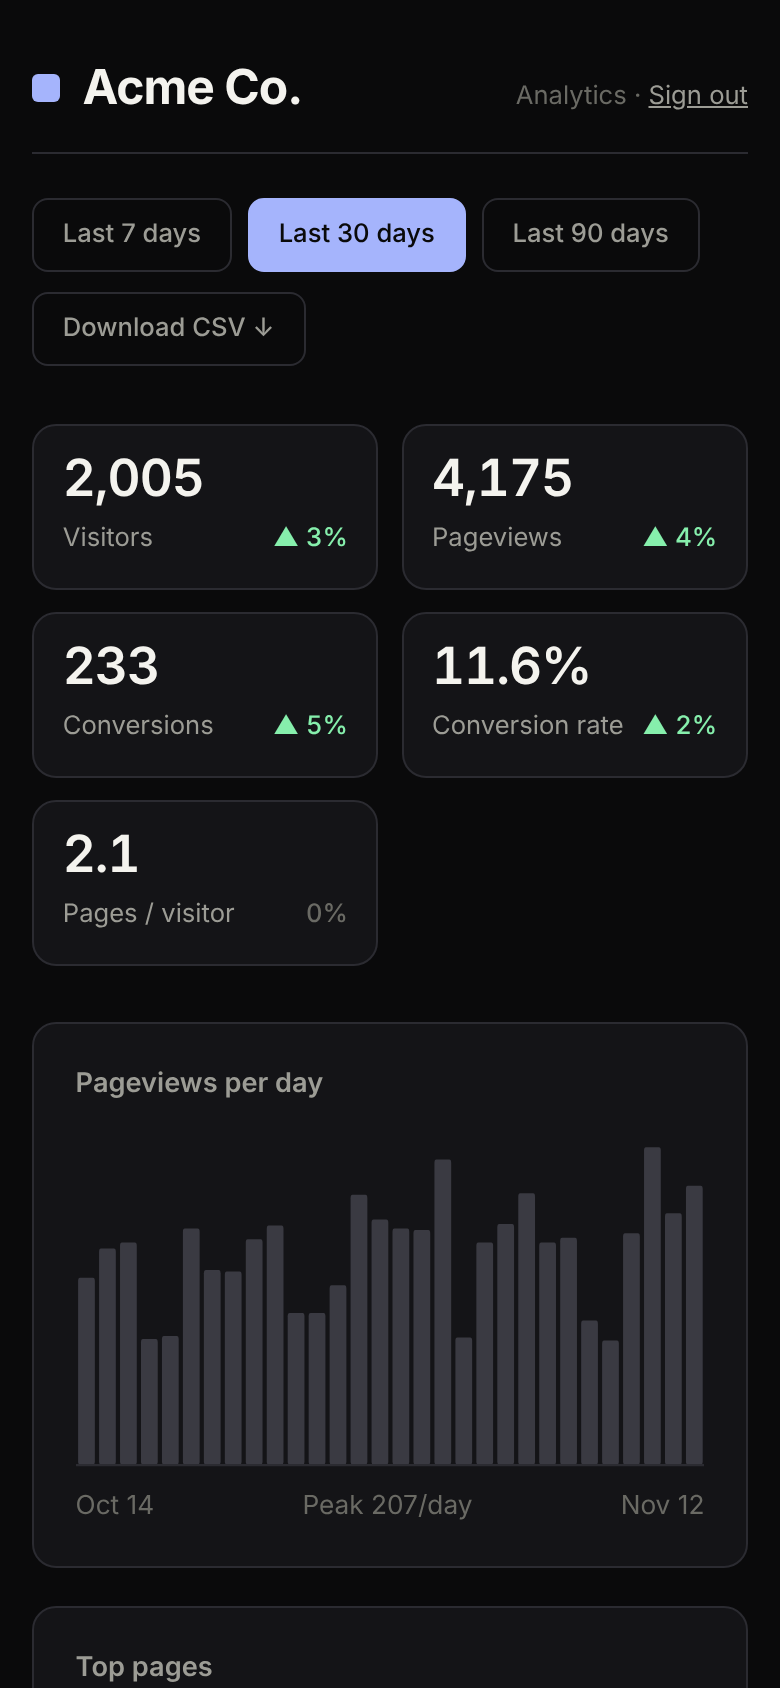 Acme Co.
Analytics · Sign out
Last 7 days
Last 30 days
Last 90 days
Download CSV ↓
2,005
Visitors ▲ 3%
4,175
Pageviews ▲ 4%
233
Conversions ▲ 5%
11.6%
Conversion rate ▲ 2%
2.1
Pages / visitor 0%
Pageviews per day
Oct 14 Peak 207/day Nov 12
Top pages